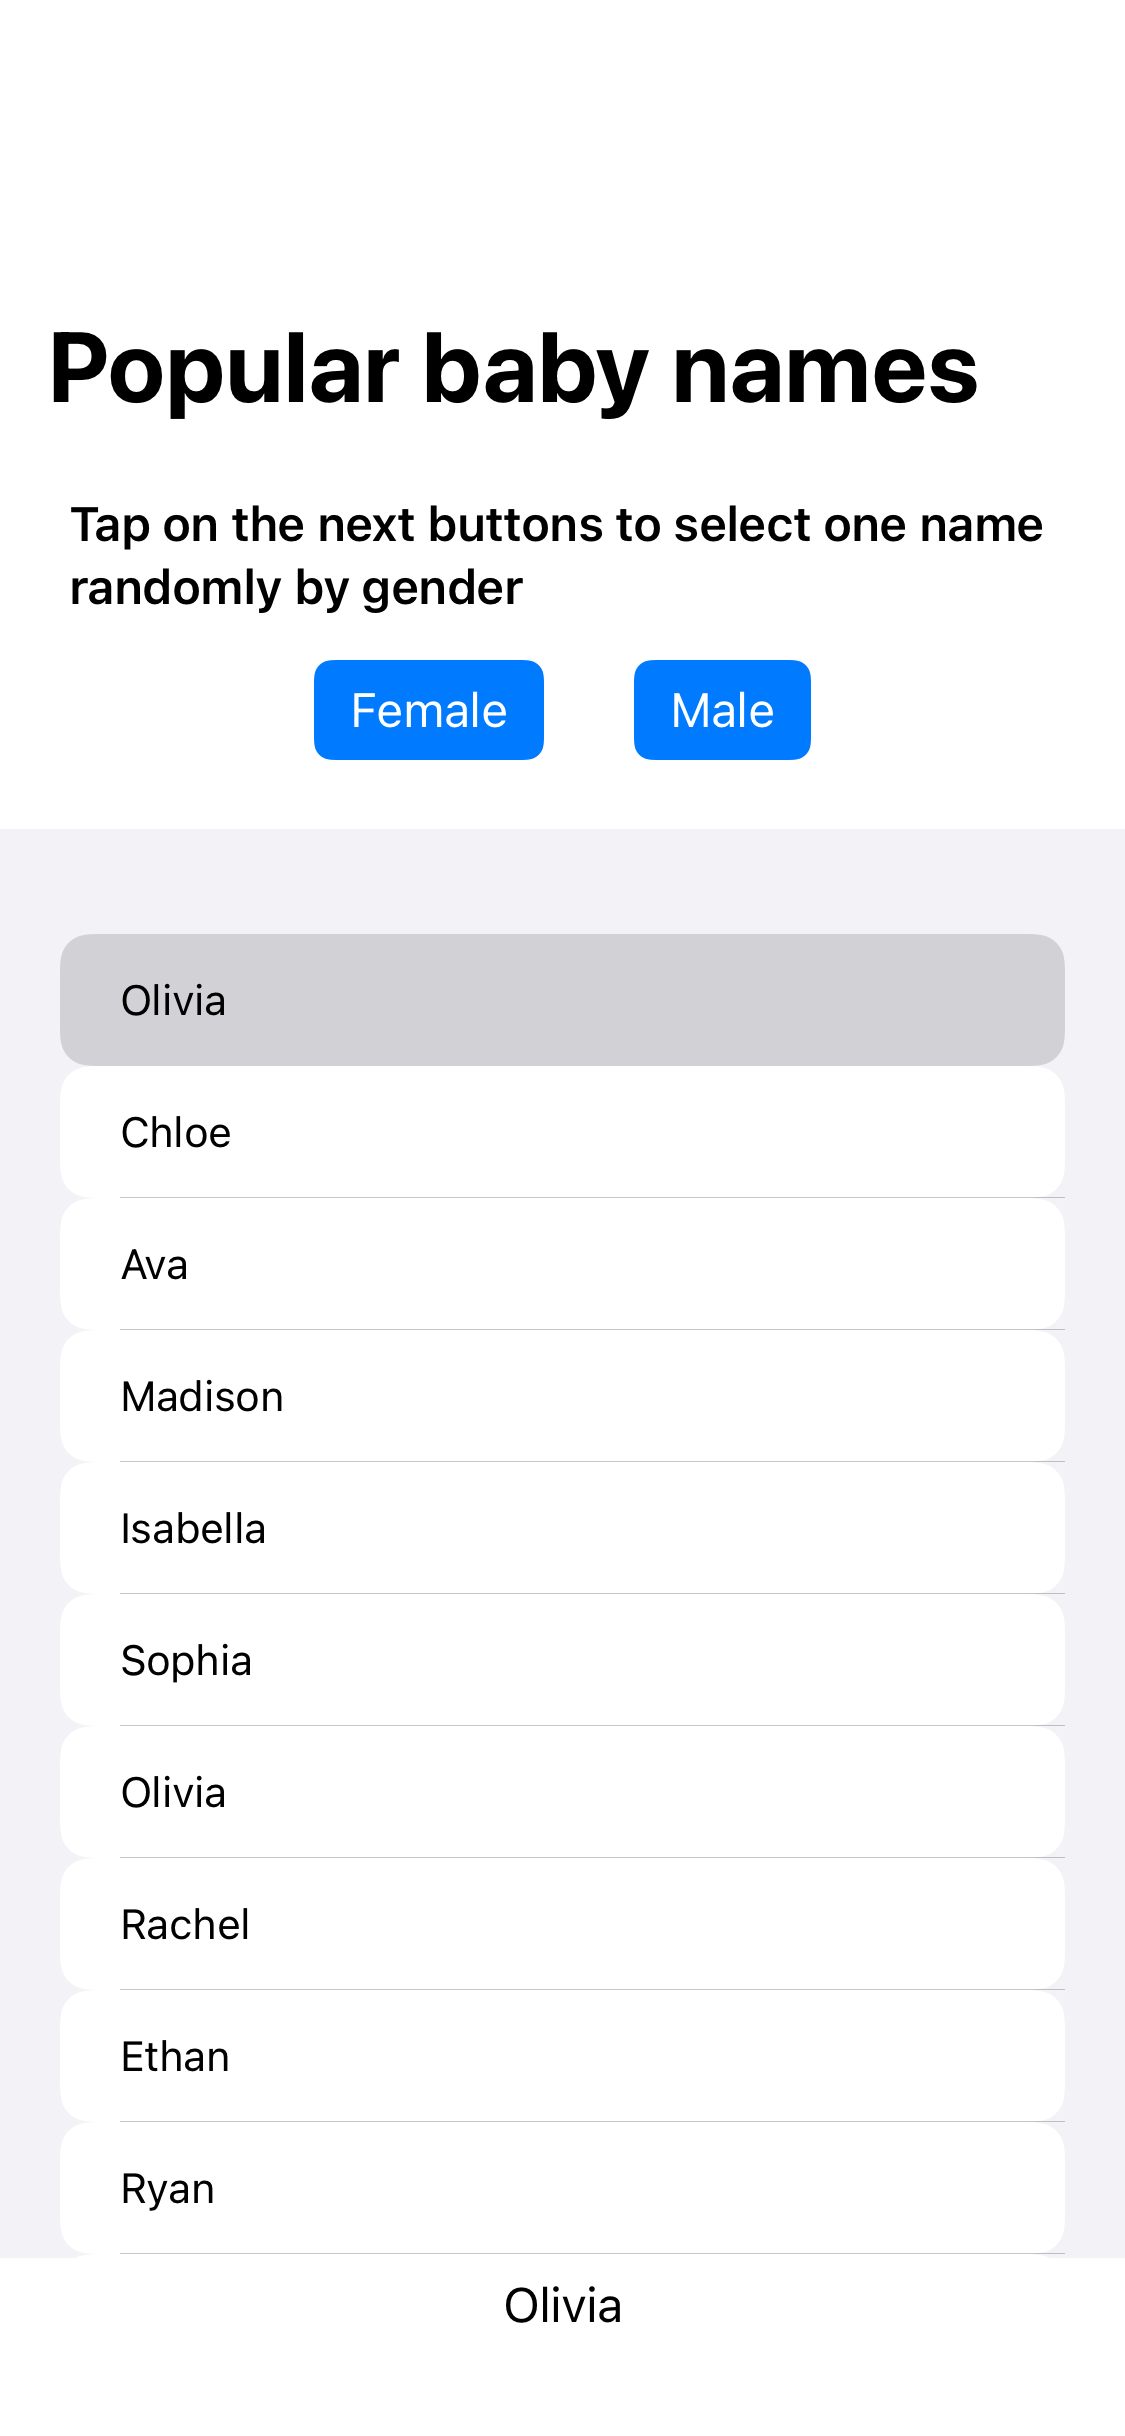 Popular baby names
Tap on the next buttons to select one name
randomly by gender
Female
Male
Olivia
Chloe
Ava
Madison
Isabella
Sophia
Olivia
Rachel
Ethan
Ryan
Olivia